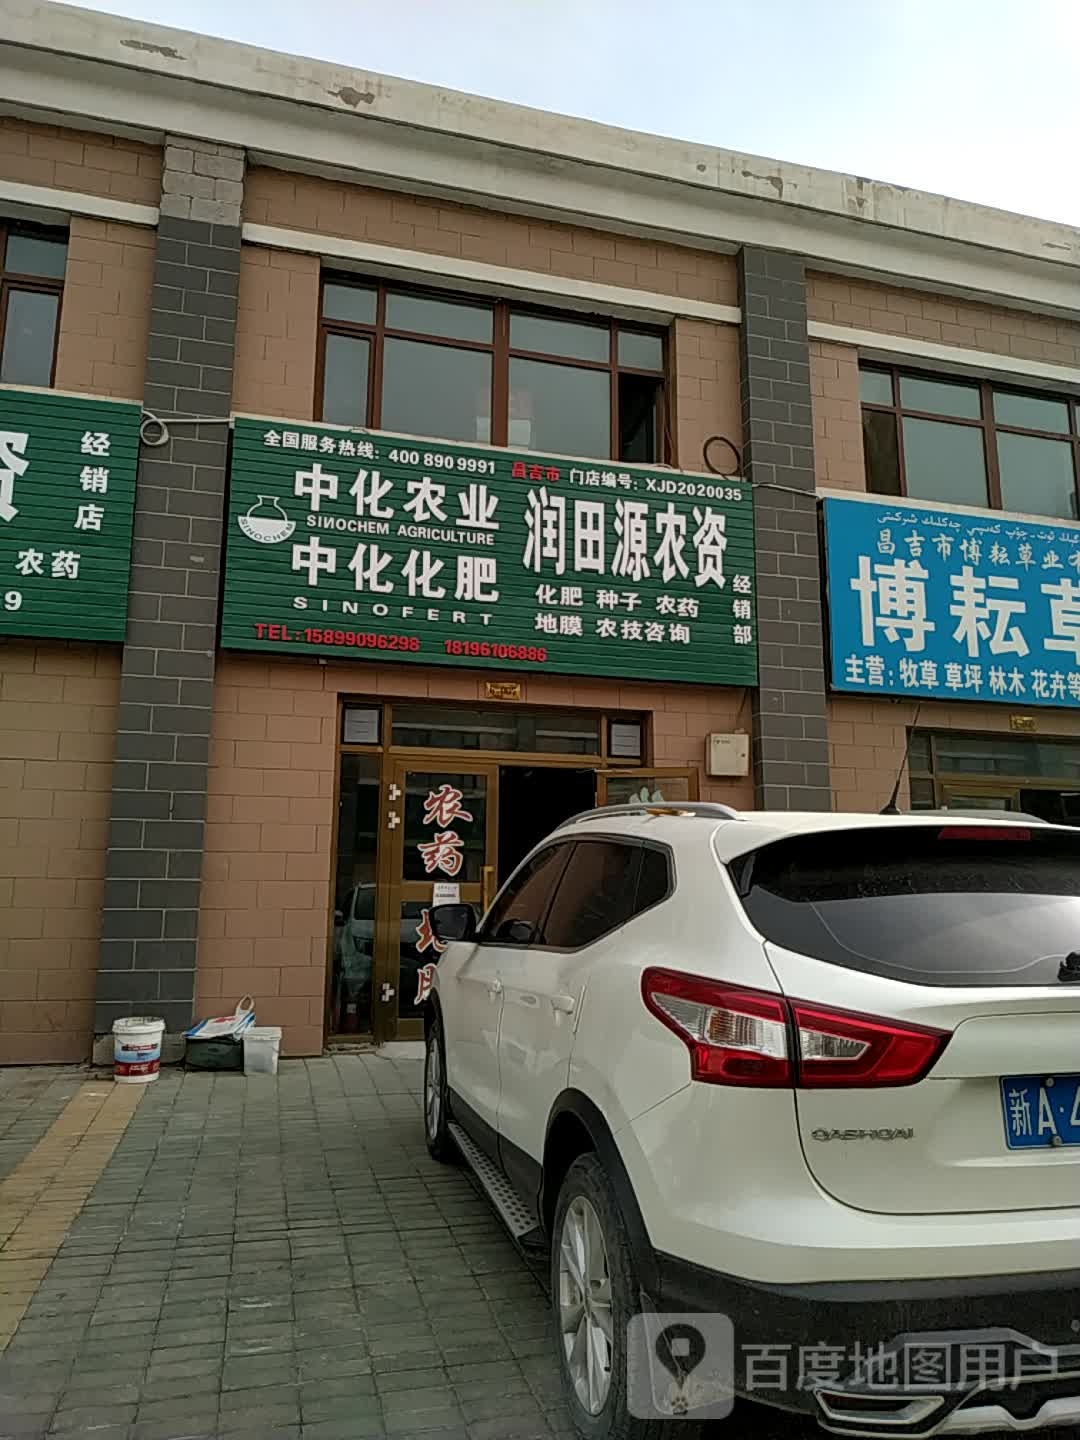 资
经销店
农药
9
全国服务热线：400 890 9991 昌吉市 门店编号：XJD2020035
中化农业
SINOCHEM AGRICULTURE
SINOCHEM
中化化肥
SINOFERT
润田源农资
化肥 种子 农药
地膜 农技咨询
经销部
TEL:15899096298 18196106886
昌吉市博耘草业
博耘草
主营：牧草 草坪 林木 花卉等
农药
地膜
QASHQAI
新A·
百度地图用户